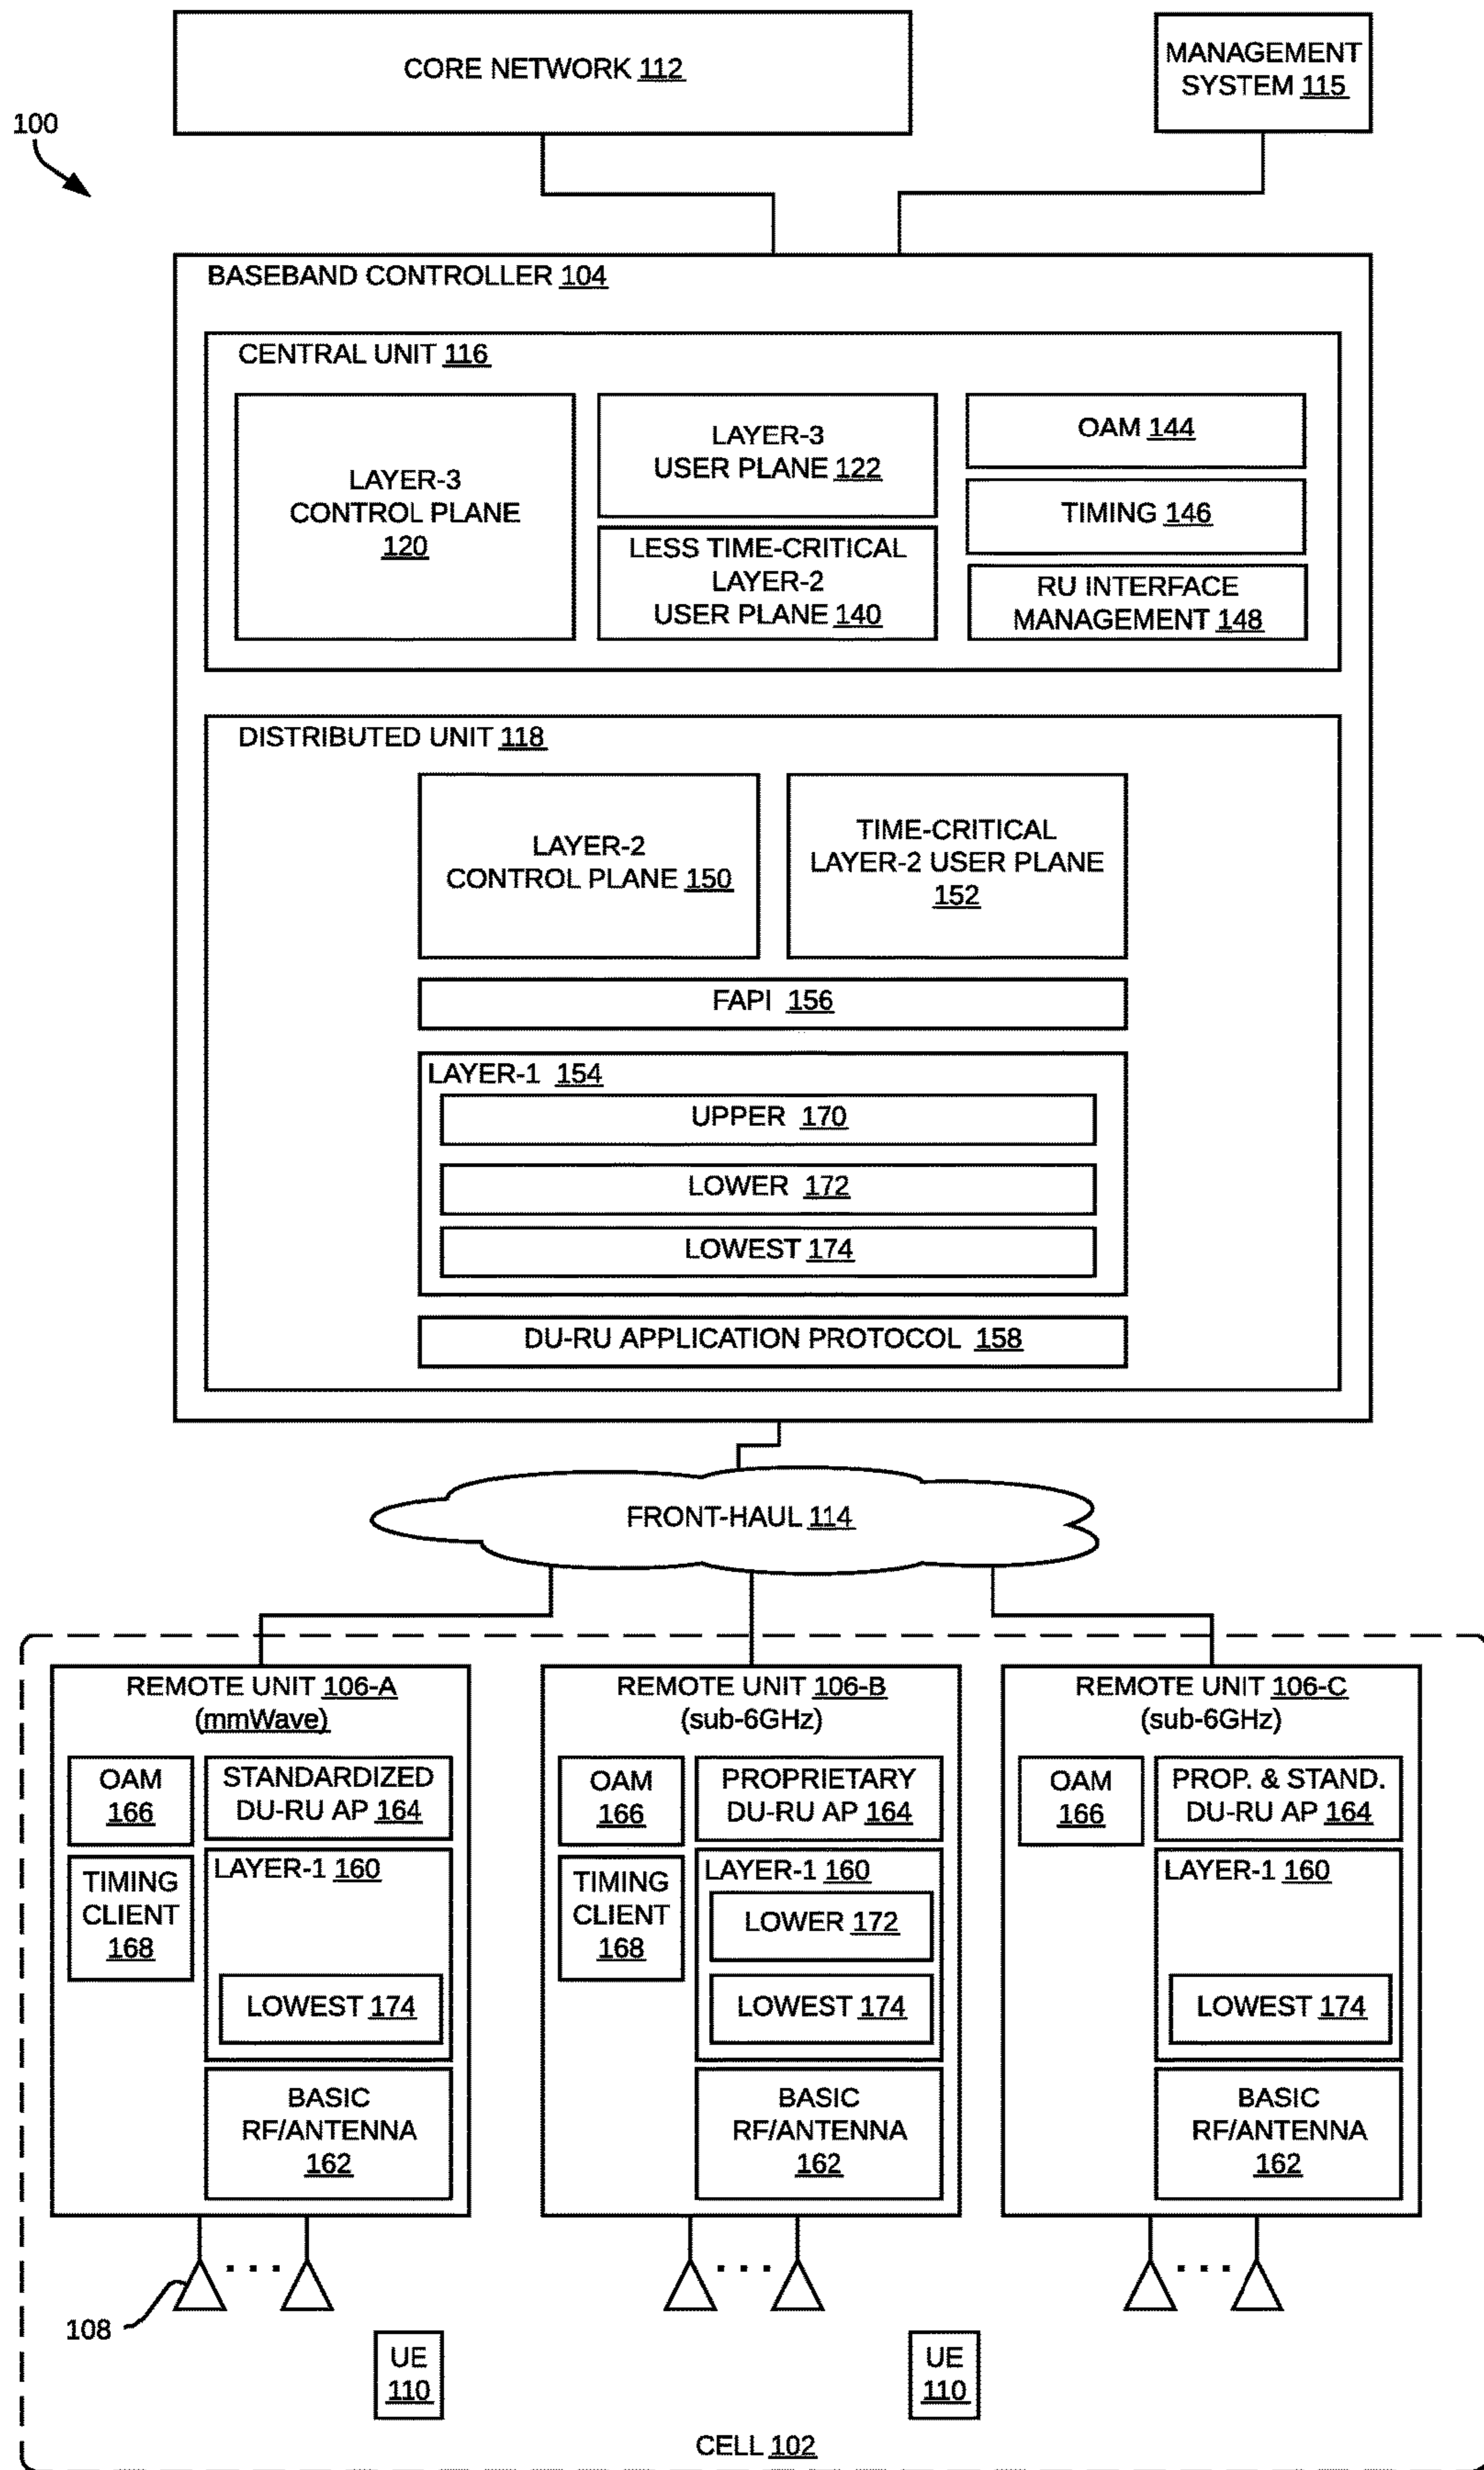 CORE NETWORK 112
MANAGEMENT
SYSTEM 115
100
BASEBAND CONTROLLER 104
CENTRAL UNIT 116
LAYER-3
CONTROL PLANE
120
LAYER-3
USER PLANE 122
LESS TIME-CRITICAL
LAYER-2
USER PLANE 140
OAM 144
TIMING 146
RU INTERFACE
MANAGEMENT 148
DISTRIBUTED UNIT 118
LAYER-2
CONTROL PLANE 150
TIME-CRITICAL
LAYER-2 USER PLANE
152
FAPI 156
LAYER-1 154
UPPER 170
LOWER 172
LOWEST 174
DU-RU APPLICATION PROTOCOL 158
FRONT-HAUL 114
REMOTE UNIT 106-A
(mmWave)
OAM
166
STANDARDIZED
DU-RU AP 164
TIMING
CLIENT
168
LAYER-1 160
LOWEST 174
BASIC
RF/ANTENNA
162
REMOTE UNIT 106-B
(sub-6GHz)
OAM
166
PROPRIETARY
DU-RU AP 164
TIMING
CLIENT
168
LAYER-1 160
LOWER 172
LOWEST 174
BASIC
RF/ANTENNA
162
REMOTE UNIT 106-C
(sub-6GHz)
OAM
166
PROP. & STAND.
DU-RU AP 164
LAYER-1 160
LOWEST 174
BASIC
RF/ANTENNA
162
108
UE
110
UE
110
CELL 102